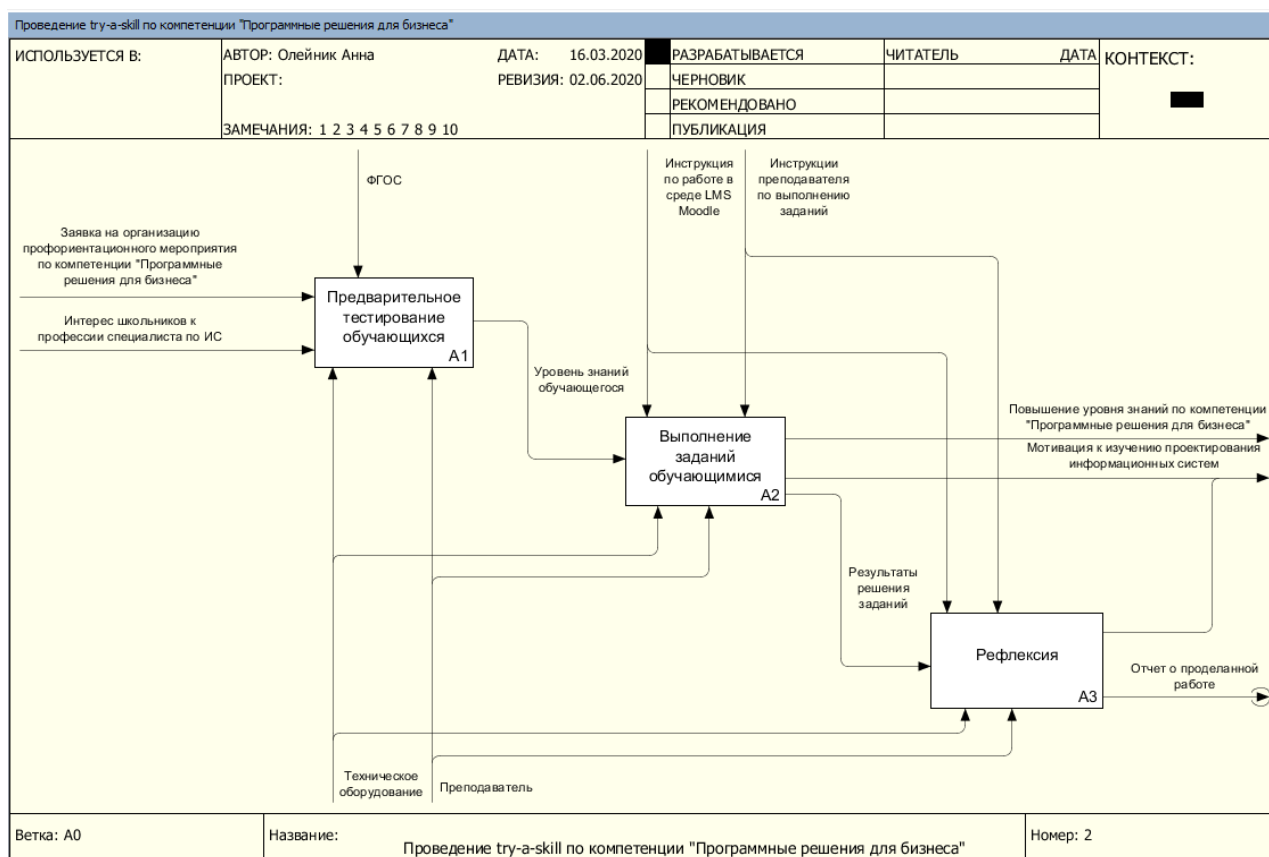 Проведение try-a-skill по компетенции "Программные решения для бизнеса"
ИСПОЛЬЗУЕТСЯ В:
АВТОР: Олейник Анна
ДАТА: 16.03.2020
РАЗРАБАТЫВАЕТСЯ
ЧИТАТЕЛЬ
ДАТА
КОНТЕКСТ:
ПРОЕКТ:
РЕВИЗИЯ: 02.06.2020
ЧЕРНОВИК
РЕКОМЕНДОВАНО
ЗАМЕЧАНИЯ: 1 2 3 4 5 6 7 8 9 10
ПУБЛИКАЦИЯ
ФГОС
Инструкция
по работе в
среде LMS
Moodle
Инструкции
преподавателя
по выполнению
заданий
Заявка на организацию
профориентационного мероприятия
по компетенции "Программные
решения для бизнеса"
Интерес школьников к
профессии специалиста по ИС
Предварительное
тестирование
обучающихся
A1
Уровень знаний
обучающегося
Выполнение
заданий
обучающимися
A2
Повышение уровня знаний по компетенции
"Программные решения для бизнеса"
Мотивация к изучению проектирования
информационных систем
Результаты
решения
заданий
Рефлексия
A3
Отчет о проделанной
работе
Техническое
оборудование
Преподаватель
Ветка: A0
Название:
Проведение try-a-skill по компетенции "Программные решения для бизнеса"
Номер: 2